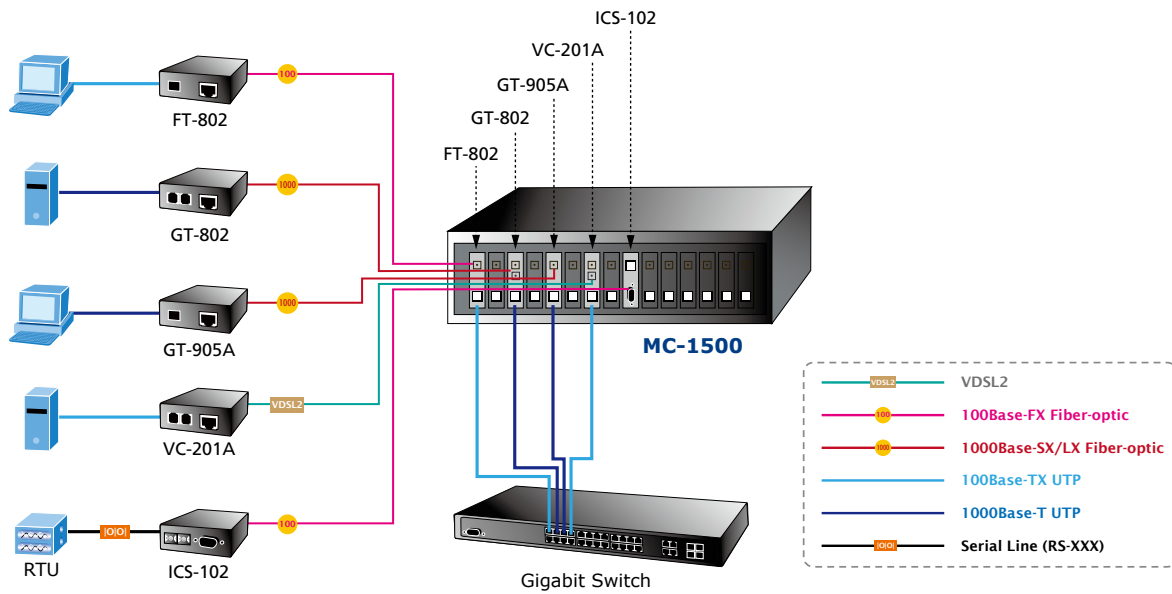 ICS-102
VC-201A
GT-905A
GT-802
FT-802
100
FT-802
1000
GT-802
1000
GT-905A
VDSL2
VC-201A
|O|O|
100
RTU
ICS-102
MC-1500
Gigabit Switch
VDSL2 VDSL2
100 100Base-FX Fiber-optic
1000 1000Base-SX/LX Fiber-optic
100Base-TX UTP
1000Base-T UTP
|O|O| Serial Line (RS-XXX)